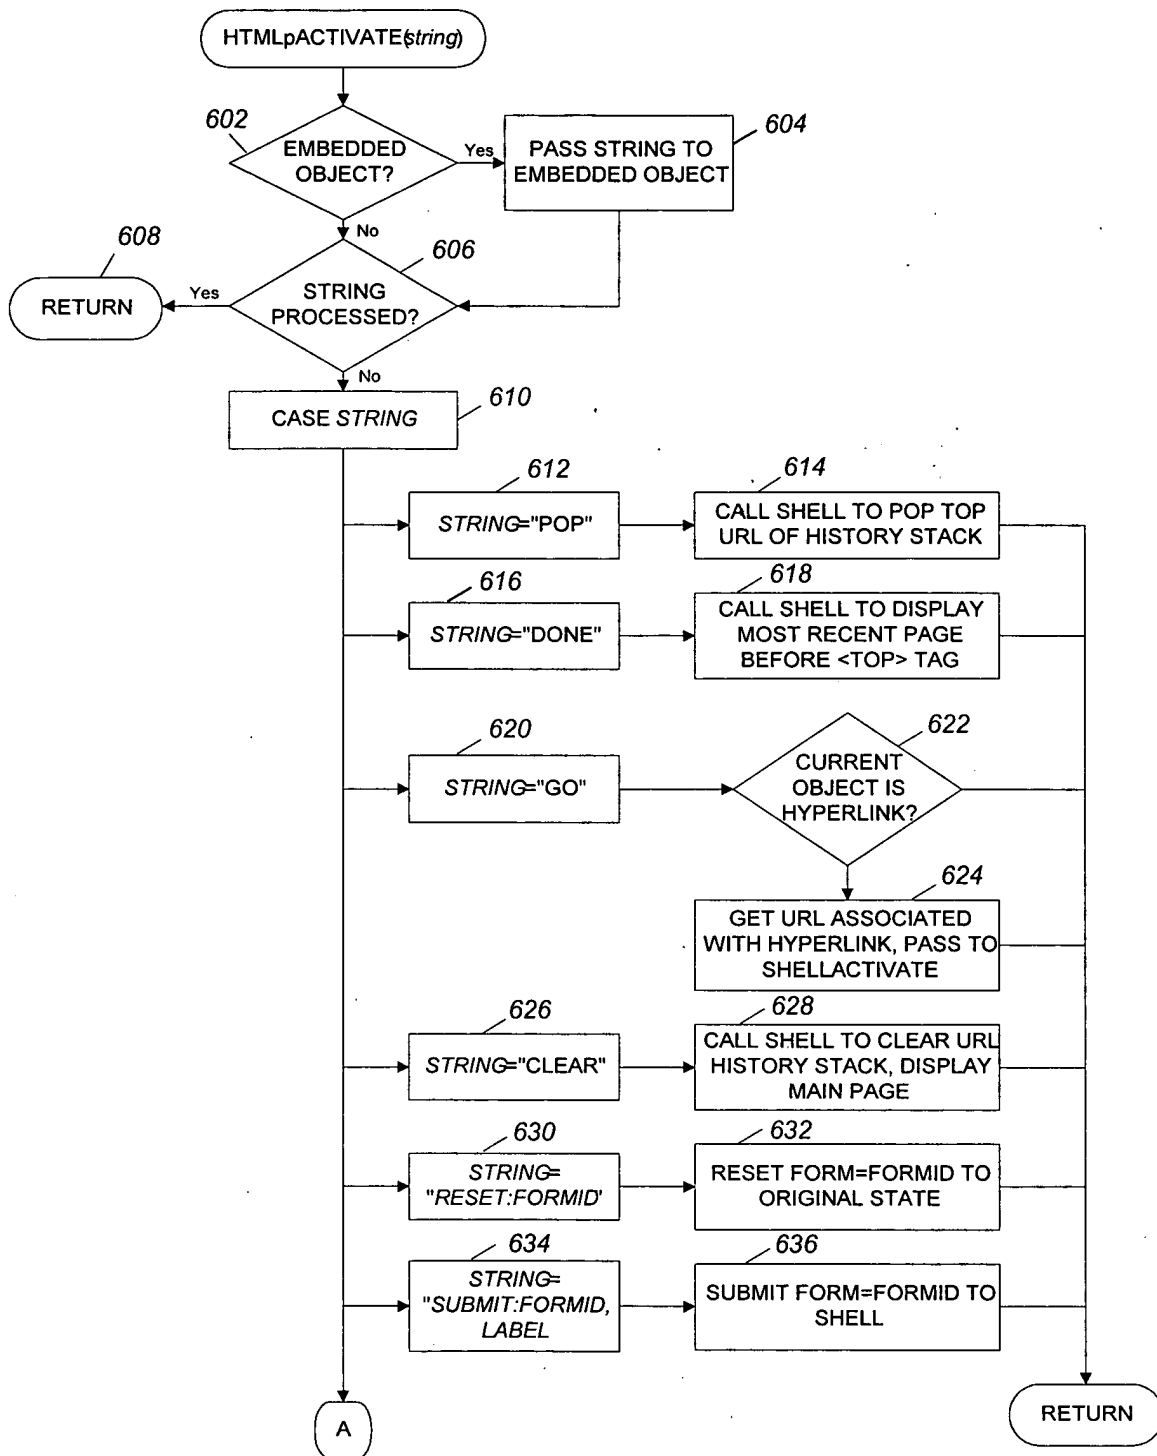 HTMLpACTIVATE(string)
602
EMBEDDED
OBJECT?
Yes
604
PASS STRING TO
EMBEDDED OBJECT
No
608
RETURN
Yes
606
STRING
PROCESSED?
No
610
CASE STRING
612
STRING="POP"
614
CALL SHELL TO POP TOP
URL OF HISTORY STACK
616
STRING="DONE"
618
CALL SHELL TO DISPLAY
MOST RECENT PAGE
BEFORE <TOP> TAG
620
STRING="GO"
622
CURRENT
OBJECT IS
HYPERLINK?
624
GET URL ASSOCIATED
WITH HYPERLINK, PASS TO
SHELLACTIVATE
626
STRING="CLEAR"
628
CALL SHELL TO CLEAR URL
HISTORY STACK, DISPLAY
MAIN PAGE
630
STRING=
"RESET:FORMID'
632
RESET FORM=FORMID TO
ORIGINAL STATE
634
STRING=
"SUBMIT:FORMID,
LABEL
636
SUBMIT FORM=FORMID TO
SHELL
A
RETURN